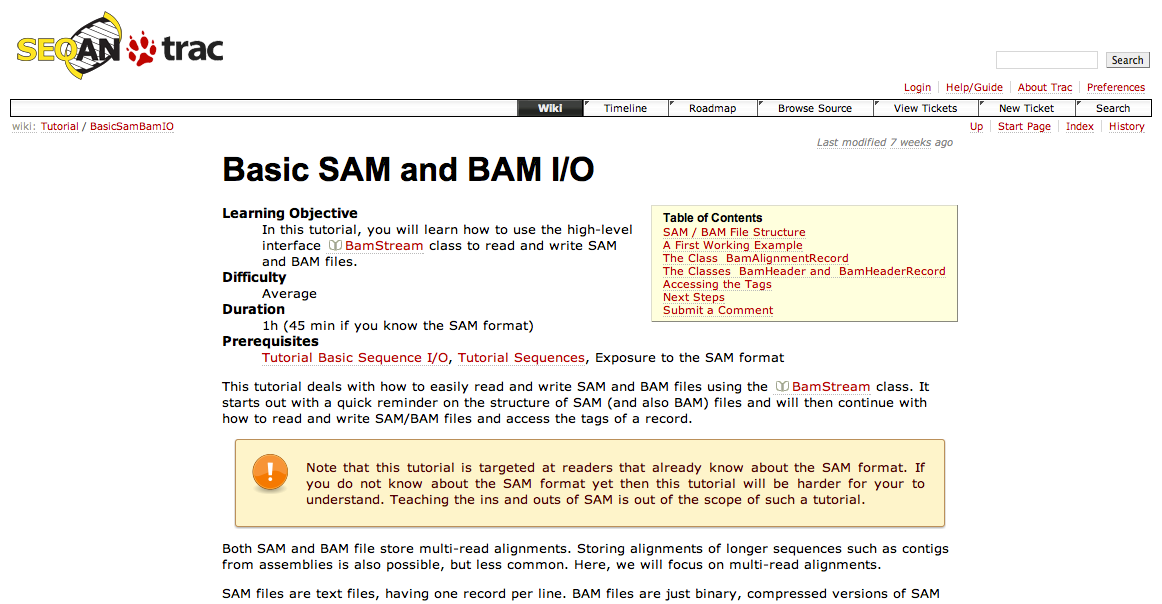 SEQAN trac
Search
Login Help/Guide About Trac Preferences
Wiki Timeline Roadmap Browse Source View Tickets New Ticket Search
wiki: Tutorial / BasicSamBamIO
Up Start Page Index History
Last modified 7 weeks ago
Basic SAM and BAM I/O
Learning Objective
In this tutorial, you will learn how to use the high-level
interface BamStream class to read and write SAM
and BAM files.
Difficulty
Average
Duration
1h (45 min if you know the SAM format)
Prerequisites
Tutorial Basic Sequence I/O, Tutorial Sequences, Exposure to the SAM format
Table of Contents
SAM / BAM File Structure
A First Working Example
The Class BamAlignmentRecord
The Classes BamHeader and BamHeaderRecord
Accessing the Tags
Next Steps
Submit a Comment
This tutorial deals with how to easily read and write SAM and BAM files using the BamStream class. It
starts out with a quick reminder on the structure of SAM (and also BAM) files and will then continue with
how to read and write SAM/BAM files and access the tags of a record.
Note that this tutorial is targeted at readers that already know about the SAM format. If
you do not know about the SAM format yet then this tutorial will be harder for your to
understand. Teaching the ins and outs of SAM is out of the scope of such a tutorial.
Both SAM and BAM file store multi-read alignments. Storing alignments of longer sequences such as contigs
from assemblies is also possible, but less common. Here, we will focus on multi-read alignments.
SAM files are text files, having one record per line. BAM files are just binary, compressed versions of SAM